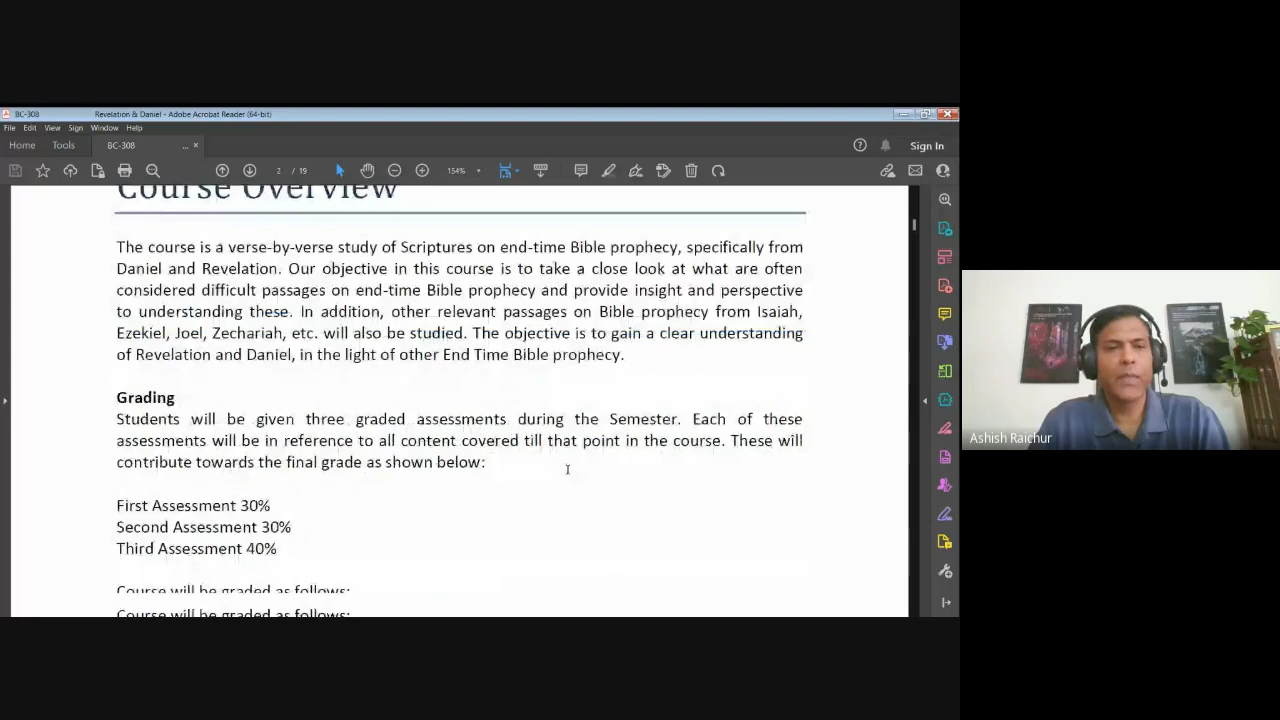 BC-308 Revelation & Daniel - Adobe Acrobat Reader (64-bit)
File Edit View Sign Window Help
Home Tools BC-308 ... × Sign In
2 / 19 154%
Course Overview
The course is a verse-by-verse study of Scriptures on end-time Bible prophecy, specifically from
Daniel and Revelation. Our objective in this course is to take a close look at what are often
considered difficult passages on end-time Bible prophecy and provide insight and perspective
to understanding these. In addition, other relevant passages on Bible prophecy from Isaiah,
Ezekiel, Joel, Zechariah, etc. will also be studied. The objective is to gain a clear understanding
of Revelation and Daniel, in the light of other End Time Bible prophecy.
Grading
Students will be given three graded assessments during the Semester. Each of these
assessments will be in reference to all content covered till that point in the course. These will
contribute towards the final grade as shown below:
First Assessment 30%
Second Assessment 30%
Third Assessment 40%
Course will be graded as follows:
Course will be graded as follows:
Ashish Raichur